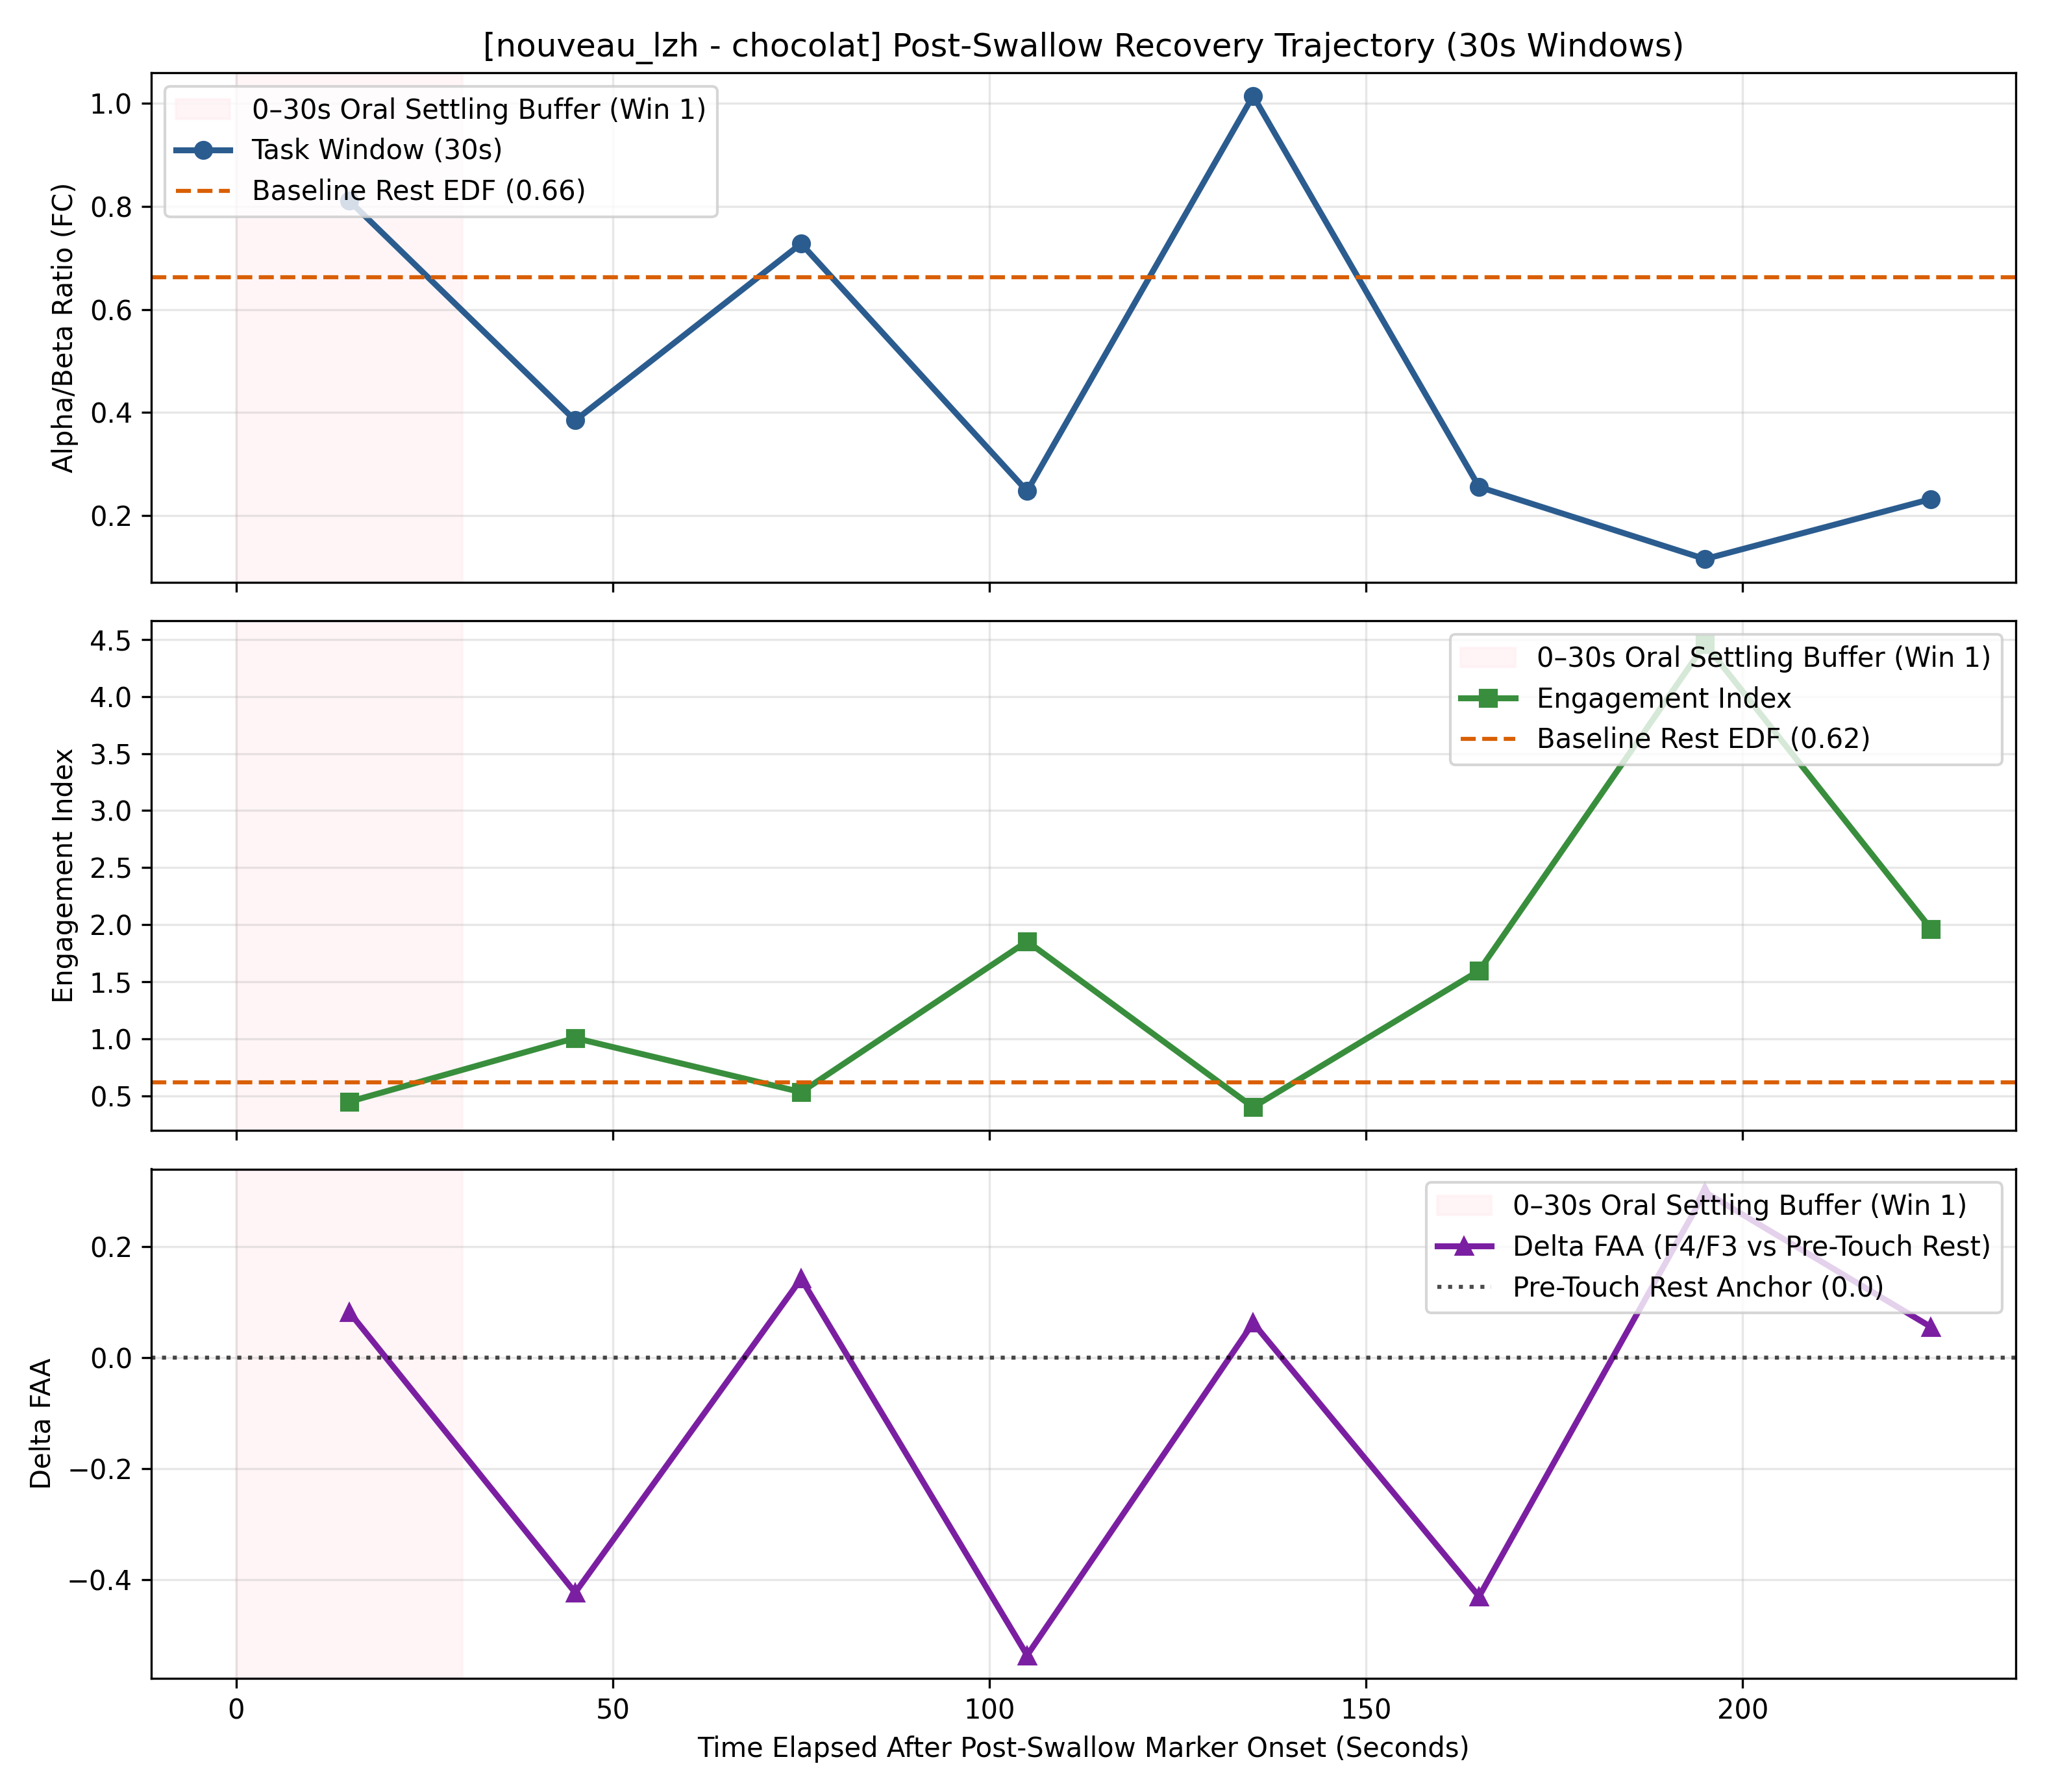 [nouveau_lzh - chocolat] Post-Swallow Recovery Trajectory (30s Windows)
0–30s Oral Settling Buffer (Win 1)
Task Window (30s)
Baseline Rest EDF (0.66)
Alpha/Beta Ratio (FC)
1.0
0.8
0.6
0.4
0.2
0–30s Oral Settling Buffer (Win 1)
Engagement Index
Baseline Rest EDF (0.62)
Engagement Index
4.5
4.0
3.5
3.0
2.5
2.0
1.5
1.0
0.5
0–30s Oral Settling Buffer (Win 1)
Delta FAA (F4/F3 vs Pre-Touch Rest)
Pre-Touch Rest Anchor (0.0)
Delta FAA
0.2
0.0
−0.2
−0.4
0 50 100 150 200
Time Elapsed After Post-Swallow Marker Onset (Seconds)